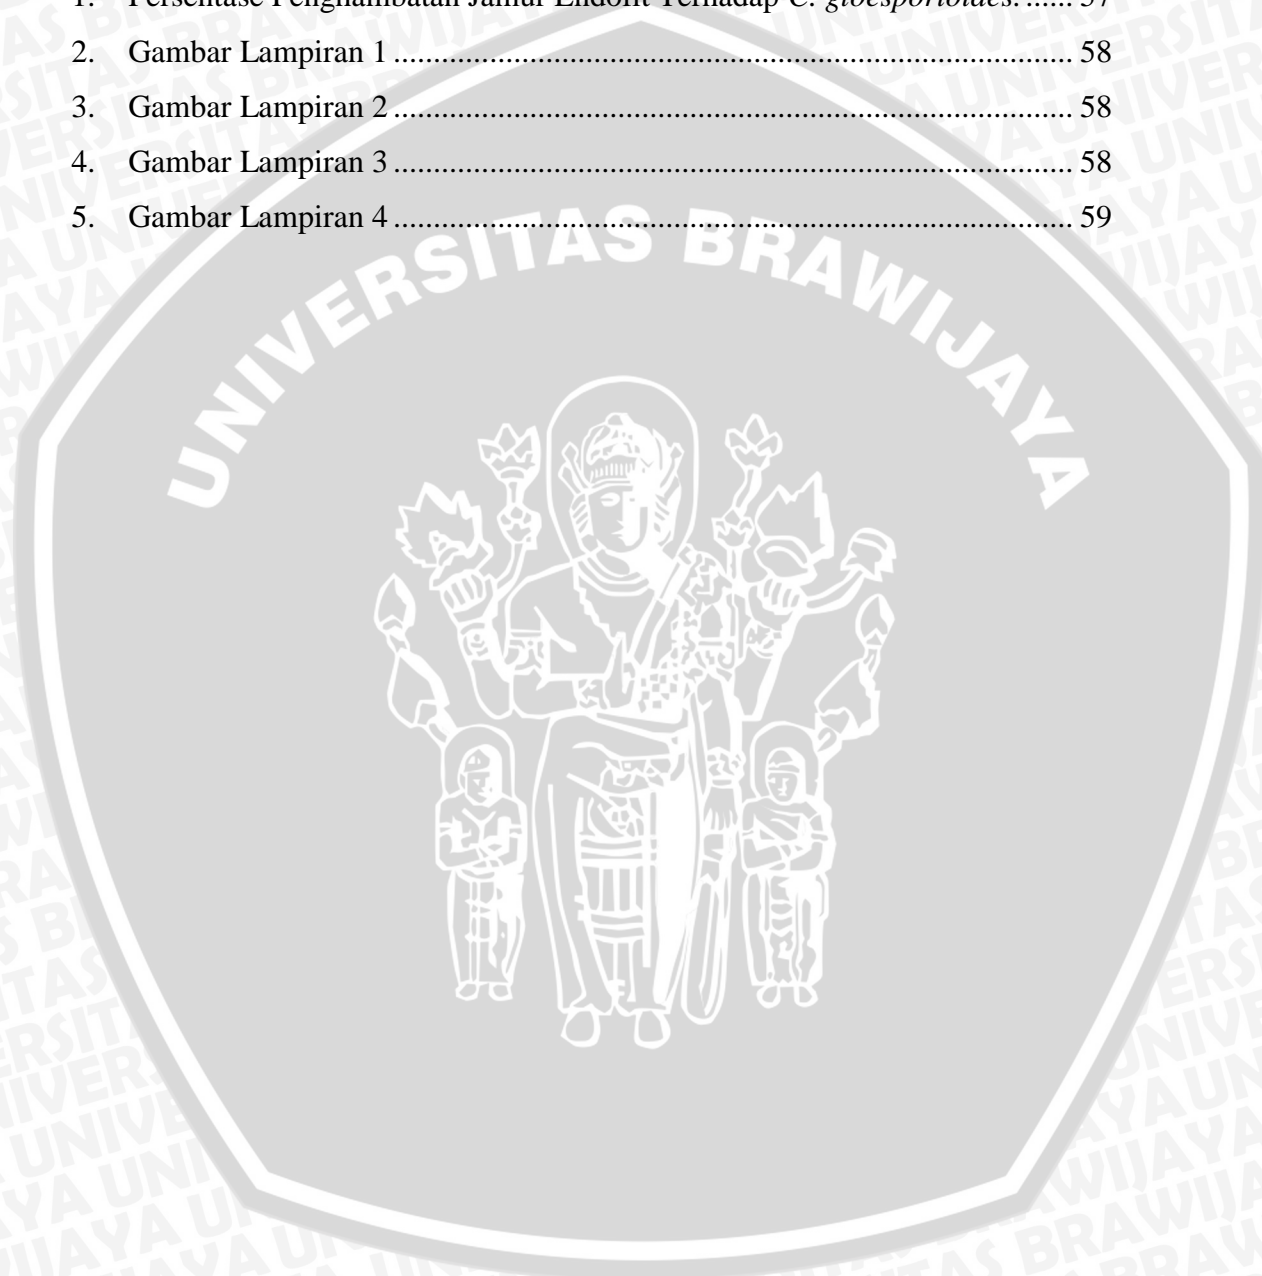 1. Persentase Penghambatan Jamur Endofit Terhadap C. gloesporioides. ...... 57
2. Gambar Lampiran 1 .................................................................................... 58
3. Gambar Lampiran 2 .................................................................................... 58
4. Gambar Lampiran 3 .................................................................................... 58
5. Gambar Lampiran 4 .................................................................................... 59
UNIVERSITAS BRAWIJAYA